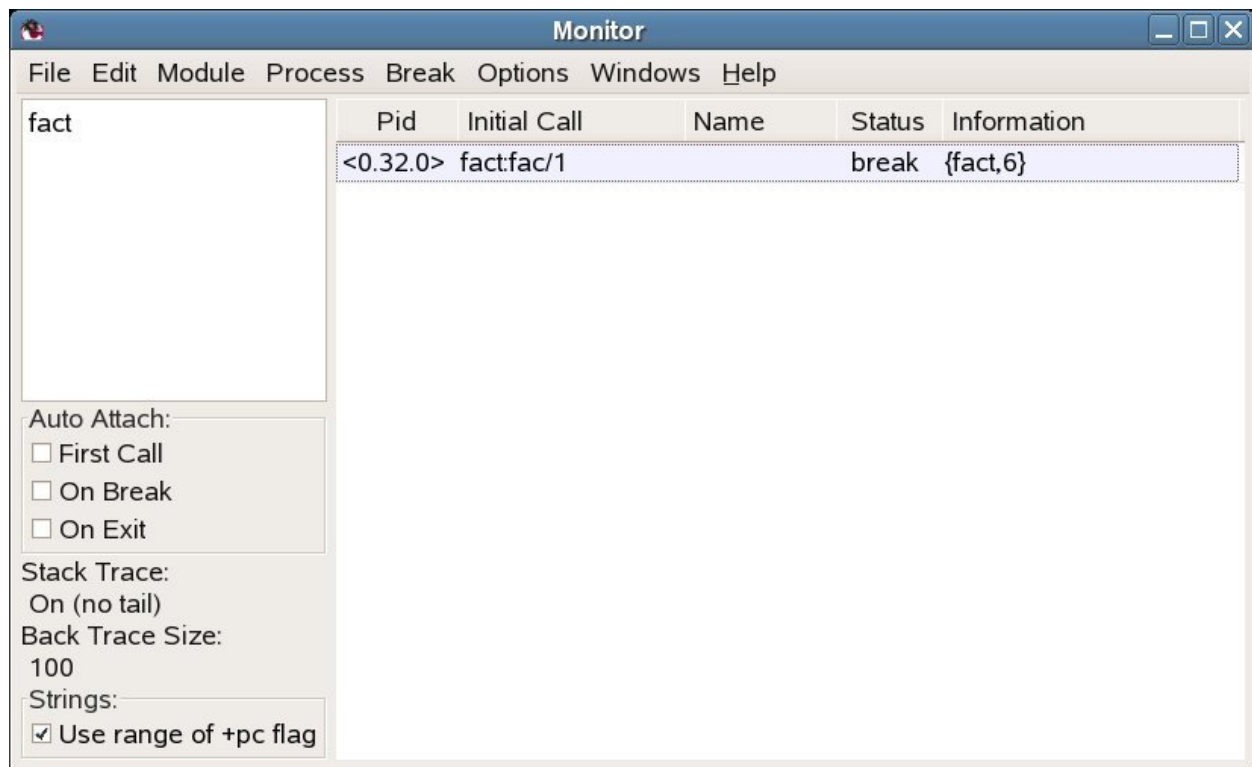 Monitor
File Edit Module Process Break Options Windows Help
fact
Pid Initial Call Name Status Information
<0.32.0> fact:fac/1 break {fact,6}
Auto Attach:
First Call
On Break
On Exit
Stack Trace:
On (no tail)
Back Trace Size:
100
Strings:
Use range of +pc flag